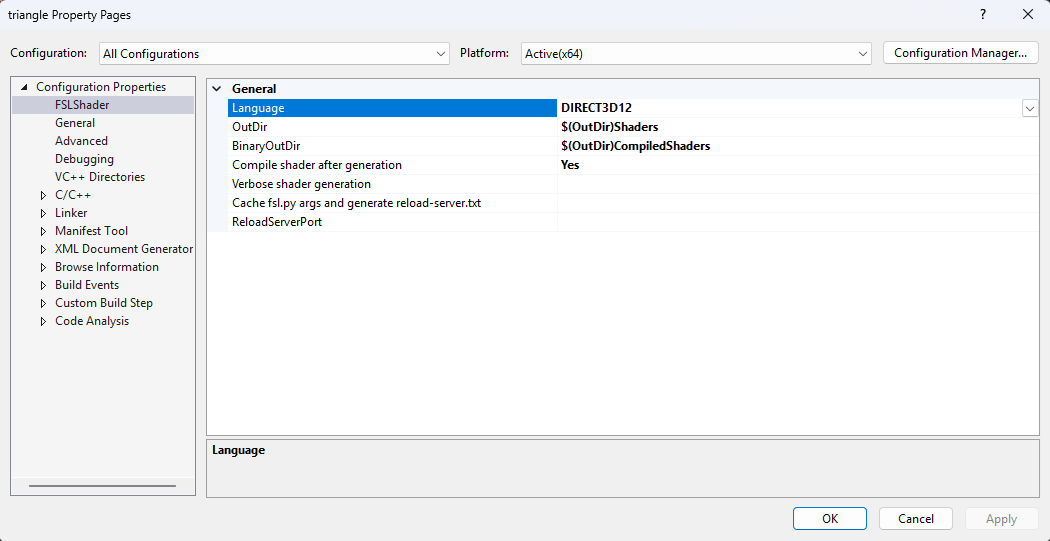 triangle Property Pages
?
Configuration: All Configurations Platform: Active(x64) Configuration Manager...
Configuration Properties
FSLShader
General
Advanced
Debugging
VC++ Directories
C/C++
Linker
Manifest Tool
XML Document Generator
Browse Information
Build Events
Custom Build Step
Code Analysis
General
Language DIRECT3D12
OutDir $(OutDir)Shaders
BinaryOutDir $(OutDir)CompiledShaders
Compile shader after generation Yes
Verbose shader generation
Cache fsl.py args and generate reload-server.txt
ReloadServerPort
Language
OK Cancel Apply